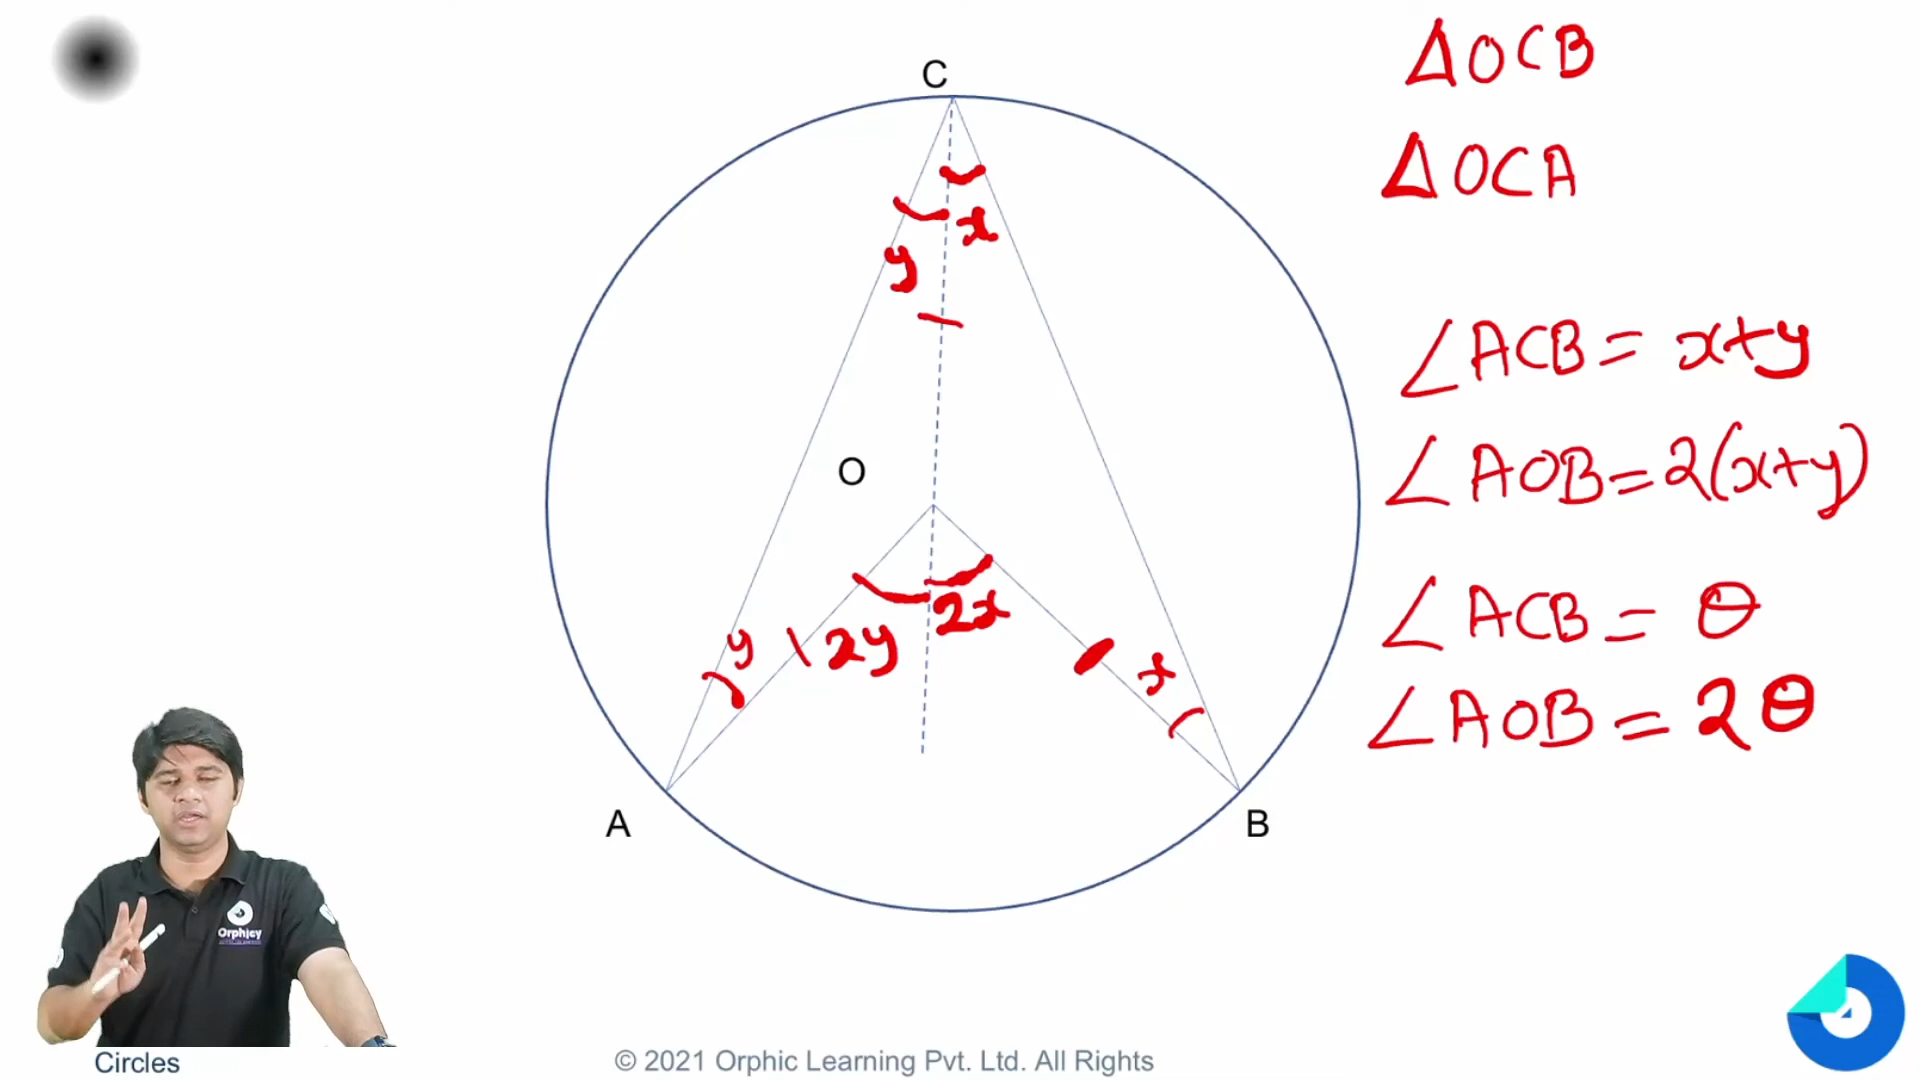 C
ΔOCB
ΔOCA
x
y
∠ACB = x+y
O
∠AOB = 2(x+y)
2x
∠ACB = θ
y
2y
x
∠AOB = 2θ
A
B
Orphicy
Circles
© 2021 Orphic Learning Pvt. Ltd. All Rights